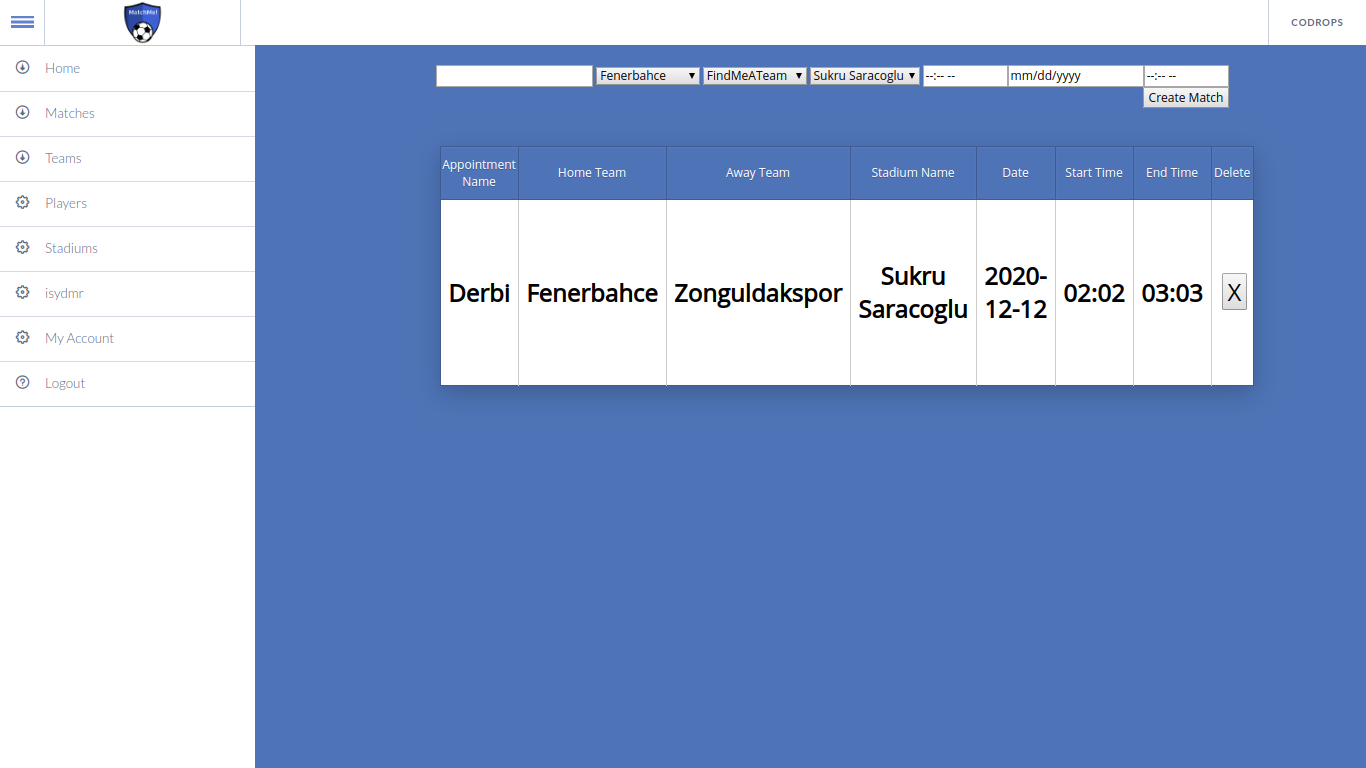 MatchMe!
CODROPS
Home
Matches
Teams
Players
Stadiums
isydmr
My Account
Logout
Fenerbahce FindMeATeam Sukru Saracoglu --:-- -- mm/dd/yyyy --:-- --
Create Match
Appointment Name Home Team Away Team Stadium Name Date Start Time End Time Delete
Derbi Fenerbahce Zonguldakspor Sukru Saracoglu 2020-12-12 02:02 03:03 X